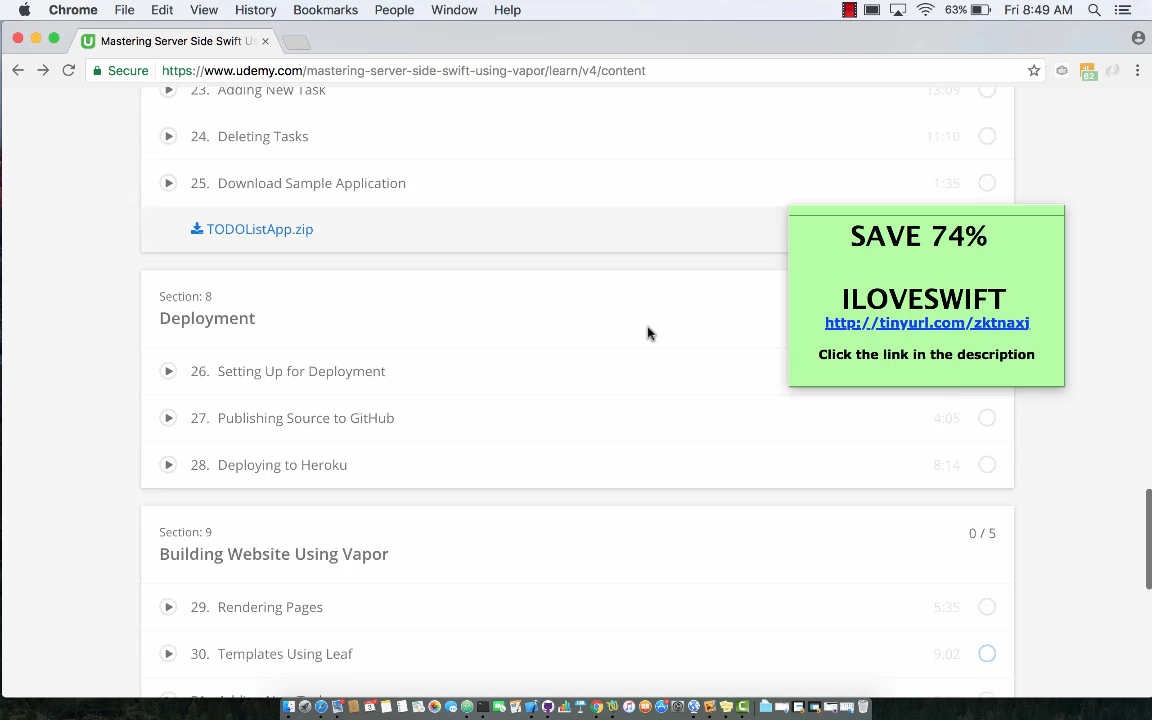 Chrome File Edit View History Bookmarks People Window Help 63% Fri 8:49 AM
Mastering Server Side Swift Us
Secure https://www.udemy.com/mastering-server-side-swift-using-vapor/learn/v4/content 62
23. Adding New Task 13:09
24. Deleting Tasks 11:10
25. Download Sample Application 1:35
TODOListApp.zip
SAVE 74%
ILOVESWIFT
http://tinyurl.com/zktnaxj
Click the link in the description
Section: 8
Deployment
26. Setting Up for Deployment
27. Publishing Source to GitHub 4:05
28. Deploying to Heroku 8:14
Section: 9 0 / 5
Building Website Using Vapor
29. Rendering Pages 5:35
30. Templates Using Leaf 9:02